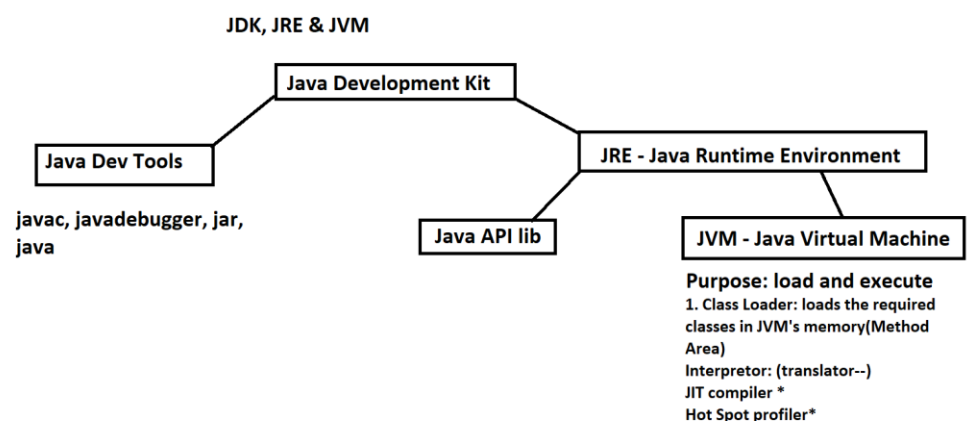 JDK, JRE & JVM
Java Development Kit
Java Dev Tools
JRE - Java Runtime Environment
javac, javadebugger, jar,
java
Java API lib
JVM - Java Virtual Machine
Purpose: load and execute
1. Class Loader: loads the required
classes in JVM's memory(Method
Area)
Interpretor: (translator--)
JIT compiler *
Hot Spot profiler*